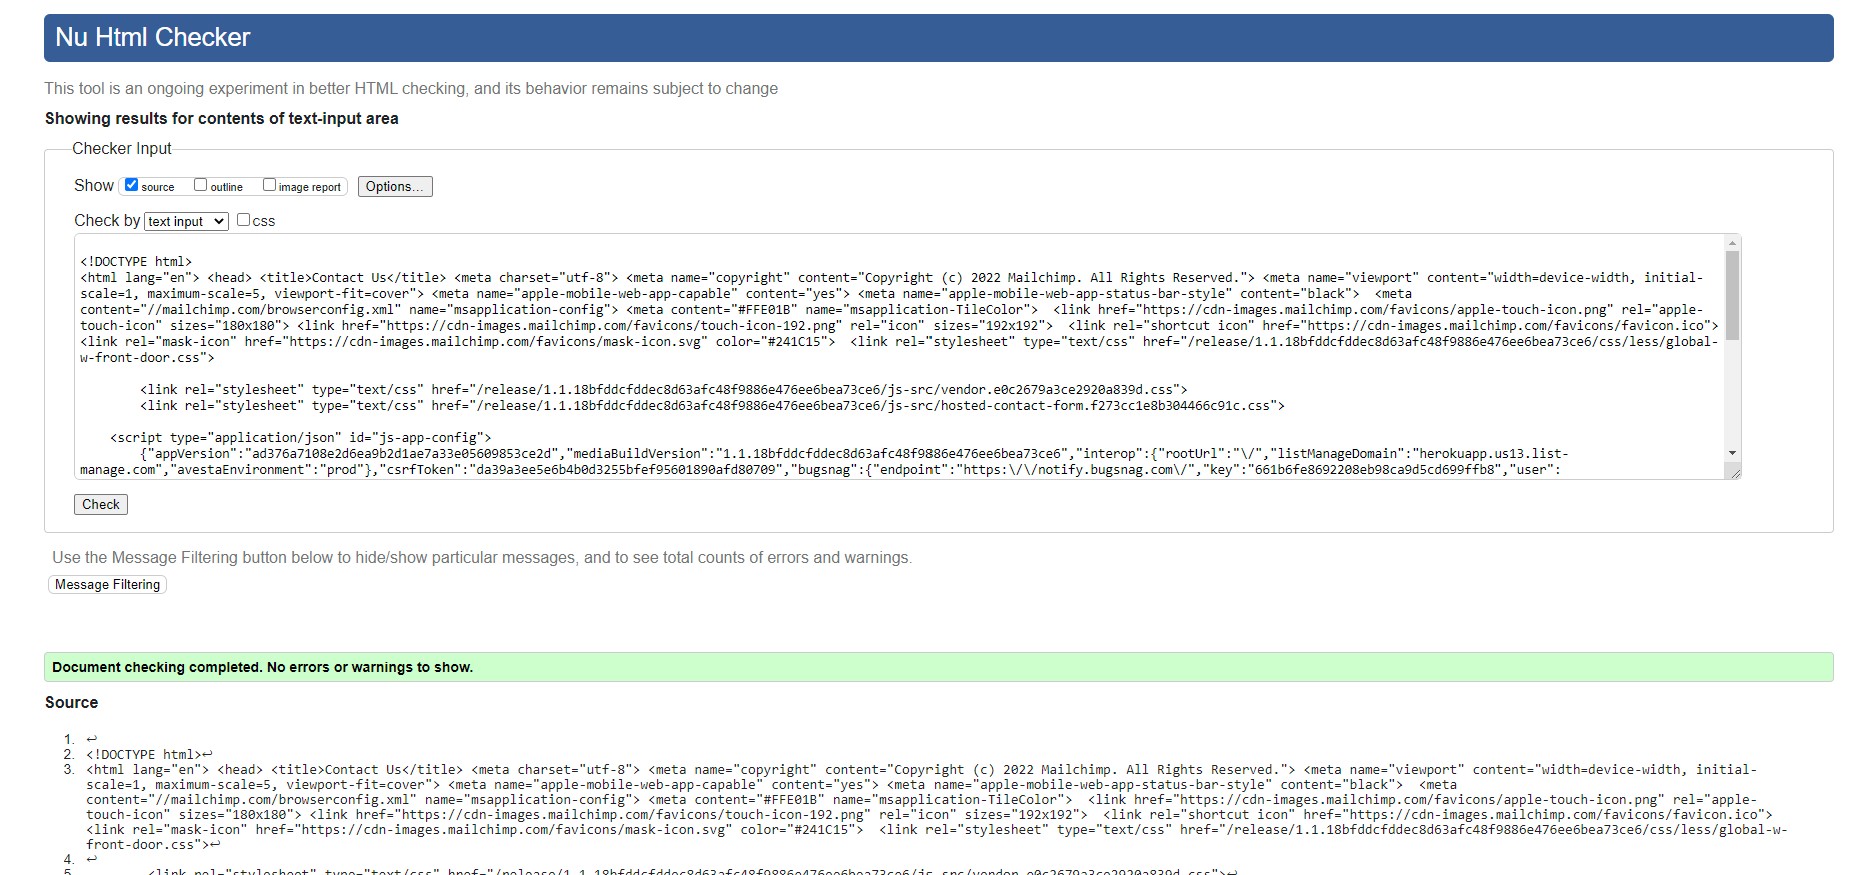 Nu Html Checker
This tool is an ongoing experiment in better HTML checking, and its behavior remains subject to change
Showing results for contents of text-input area
Checker Input
Show source outline image report Options...
Check by text input css
<!DOCTYPE html>
<html lang="en"> <head> <title>Contact Us</title> <meta charset="utf-8"> <meta name="copyright" content="Copyright (c) 2022 Mailchimp. All Rights Reserved."> <meta name="viewport" content="width=device-width, initial-
scale=1, maximum-scale=5, viewport-fit=cover"> <meta name="apple-mobile-web-app-capable" content="yes"> <meta name="apple-mobile-web-app-status-bar-style" content="black">  <meta
content="//mailchimp.com/browserconfig.xml" name="msapplication-config"> <meta content="#FFE01B" name="msapplication-TileColor">  <link href="https://cdn-images.mailchimp.com/favicons/apple-touch-icon.png" rel="apple-
touch-icon" sizes="180x180"> <link href="https://cdn-images.mailchimp.com/favicons/touch-icon-192.png" rel="icon" sizes="192x192">  <link rel="shortcut icon" href="https://cdn-images.mailchimp.com/favicons/favicon.ico">
<link rel="mask-icon" href="https://cdn-images.mailchimp.com/favicons/mask-icon.svg" color="#241C15">  <link rel="stylesheet" type="text/css" href="/release/1.1.18bfddcfddec8d63afc48f9886e476ee6bea73ce6/css/less/global-
w-front-door.css">
<link rel="stylesheet" type="text/css" href="/release/1.1.18bfddcfddec8d63afc48f9886e476ee6bea73ce6/js-src/vendor.e0c2679a3ce2920a839d.css">
<link rel="stylesheet" type="text/css" href="/release/1.1.18bfddcfddec8d63afc48f9886e476ee6bea73ce6/js-src/hosted-contact-form.f273cc1e8b304466c91c.css">
<script type="application/json" id="js-app-config">
{"appVersion":"ad376a7108e2d6ea9b2d1ae7a33e05609853ce2d","mediaBuildVersion":"1.1.18bfddcfddec8d63afc48f9886e476ee6bea73ce6","interop":{"rootUrl":"\/","listManageDomain":"herokuapp.us13.list-
manage.com","avestaEnvironment":"prod"},"csrfToken":"da39a3ee5e6b4b0d3255bfef95601890afd80709","bugsnag":{"endpoint":"https:\/\/notify.bugsnag.com\/","key":"661b6fe8692208eb98ca9d5cd699ffb8","user":
Check
Use the Message Filtering button below to hide/show particular messages, and to see total counts of errors and warnings.
Message Filtering
Document checking completed. No errors or warnings to show.
Source
1. ↩
2. <!DOCTYPE html>↩
3. <html lang="en"> <head> <title>Contact Us</title> <meta charset="utf-8"> <meta name="copyright" content="Copyright (c) 2022 Mailchimp. All Rights Reserved."> <meta name="viewport" content="width=device-width, initial-
scale=1, maximum-scale=5, viewport-fit=cover"> <meta name="apple-mobile-web-app-capable" content="yes"> <meta name="apple-mobile-web-app-status-bar-style" content="black">  <meta
content="//mailchimp.com/browserconfig.xml" name="msapplication-config"> <meta content="#FFE01B" name="msapplication-TileColor">  <link href="https://cdn-images.mailchimp.com/favicons/apple-touch-icon.png" rel="apple-
touch-icon" sizes="180x180"> <link href="https://cdn-images.mailchimp.com/favicons/touch-icon-192.png" rel="icon" sizes="192x192">  <link rel="shortcut icon" href="https://cdn-images.mailchimp.com/favicons/favicon.ico">
<link rel="mask-icon" href="https://cdn-images.mailchimp.com/favicons/mask-icon.svg" color="#241C15">  <link rel="stylesheet" type="text/css" href="/release/1.1.18bfddcfddec8d63afc48f9886e476ee6bea73ce6/css/less/global-w-
front-door.css">↩
4. ↩
5. <link rel="stylesheet" type="text/css" href="/release/1.1.18bfddcfddec8d63afc48f9886e476ee6bea73ce6/js-src/vendor.e0c2679a3ce2920a839d.css">↩